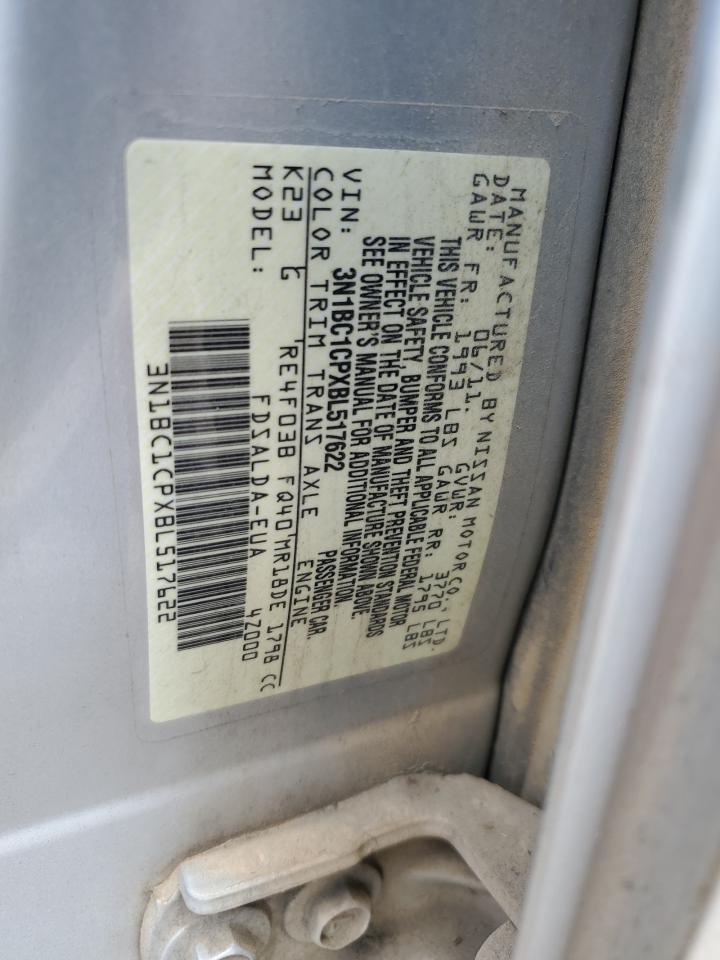 MANUFACTURED BY NISSAN MOTOR CO., LTD.
DATE: 06/11. GVWR: 3770 LBS
GAWR FR: 1993 LBS GAWR RR: 1795 LBS
THIS VEHICLE CONFORMS TO ALL APPLICABLE FEDERAL MOTOR
VEHICLE SAFETY, BUMPER AND THEFT PREVENTION STANDARDS
IN EFFECT ON THE DATE OF MANUFACTURE SHOWN ABOVE.
SEE OWNER'S MANUAL FOR ADDITIONAL INFORMATION.
VIN: 3N1BC1CPXBL517622 PASSENGER CAR.
COLOR TRIM TRANS AXLE ENGINE
K23 G RE4F03B FQ40 MR18DE 1798 CC
MODEL: FDSALDA-EUA 4Z000
3N1BC1CPXBL517622